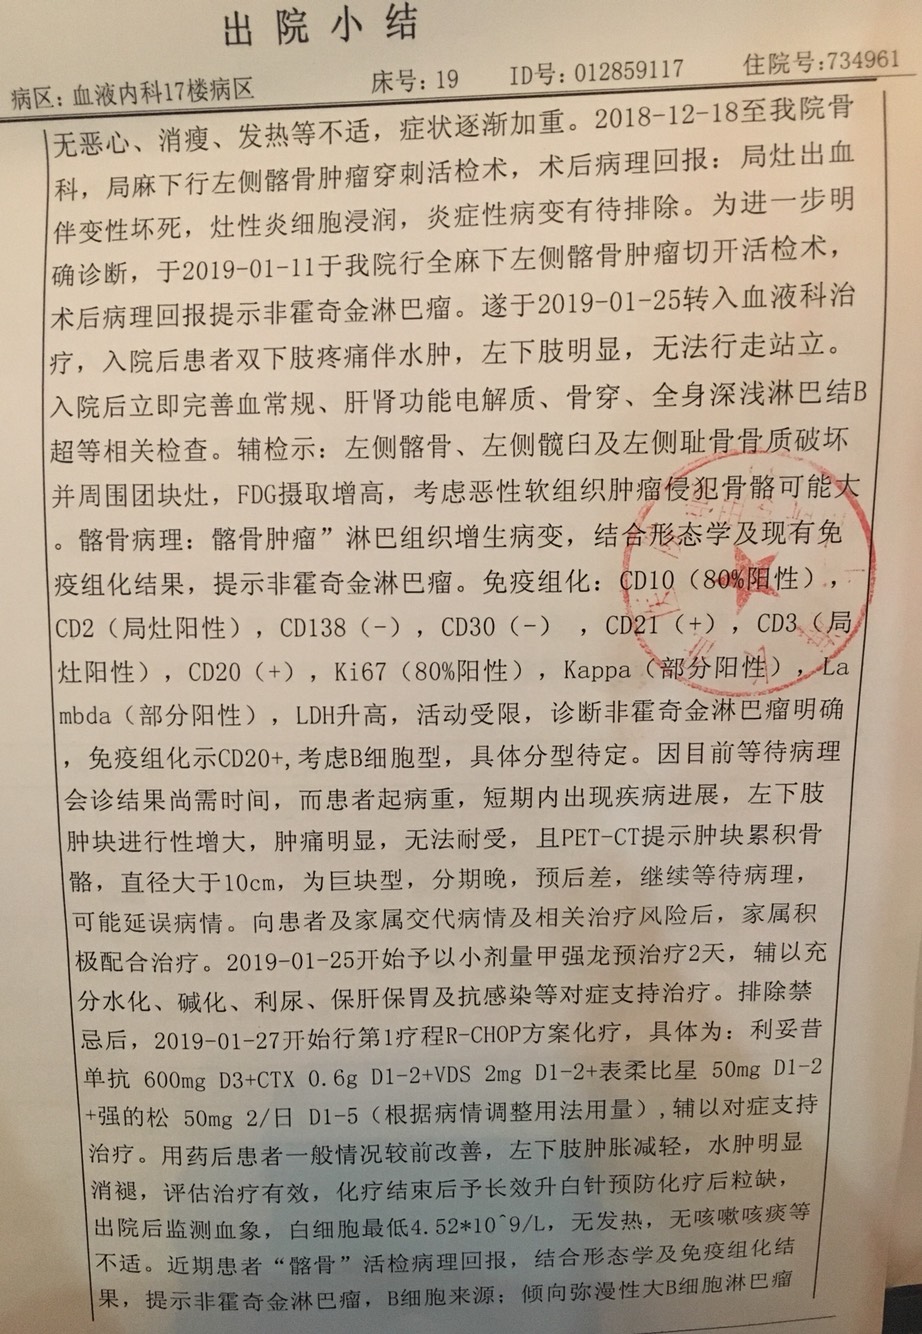 出院小结
病区：血液内科17楼病区 床号：19 ID号：012859117 住院号：734961
无恶心、消瘦、发热等不适，症状逐渐加重。2018-12-18至我院骨
科，局麻下行左侧髂骨肿瘤穿刺活检术，术后病理回报：局灶出血
伴变性坏死，灶性炎细胞浸润，炎症性病变有待排除。为进一步明
确诊断，于2019-01-11于我院行全麻下左侧髂骨肿瘤切开活检术，
术后病理回报提示非霍奇金淋巴瘤。遂于2019-01-25转入血液科治
疗，入院后患者双下肢疼痛伴水肿，左下肢明显，无法行走站立。
入院后立即完善血常规、肝肾功能电解质、骨穿、全身深浅淋巴结B
超等相关检查。辅检示：左侧髂骨、左侧髋臼及左侧耻骨骨质破坏
并周围团块灶，FDG摄取增高，考虑恶性软组织肿瘤侵犯骨骼可能大
。髂骨病理：髂骨肿瘤”淋巴组织增生病变，结合形态学及现有免
疫组化结果，提示非霍奇金淋巴瘤。免疫组化：CD10（80%阳性），
CD2（局灶阳性），CD138（-），CD30（-） ，CD21（+），CD3（局
灶阳性），CD20（+），Ki67（80%阳性），Kappa（部分阳性），La
mbda（部分阳性），LDH升高，活动受限，诊断非霍奇金淋巴瘤明确
，免疫组化示CD20+,考虑B细胞型，具体分型待定。因目前等待病理
会诊结果尚需时间，而患者起病重，短期内出现疾病进展，左下肢
肿块进行性增大，肿痛明显，无法耐受，且PET-CT提示肿块累积骨
骼，直径大于10cm，为巨块型，分期晚，预后差，继续等待病理，
可能延误病情。向患者及家属交代病情及相关治疗风险后，家属积
极配合治疗。2019-01-25开始予以小剂量甲强龙预治疗2天，辅以充
分水化、碱化、利尿、保肝保胃及抗感染等对症支持治疗。排除禁
忌后，2019-01-27开始行第1疗程R-CHOP方案化疗，具体为：利妥昔
单抗 600mg D3+CTX 0.6g D1-2+VDS 2mg D1-2+表柔比星 50mg D1-2
+强的松 50mg 2/日 D1-5（根据病情调整用法用量）,辅以对症支持
治疗。用药后患者一般情况较前改善，左下肢肿胀减轻，水肿明显
消褪，评估治疗有效，化疗结束后予长效升白针预防化疗后粒缺，
出院后监测血象，白细胞最低4.52*10^9/L，无发热，无咳嗽咳痰等
不适。近期患者“髂骨”活检病理回报，结合形态学及免疫组化结
果，提示非霍奇金淋巴瘤，B细胞来源；倾向弥漫性大B细胞淋巴瘤